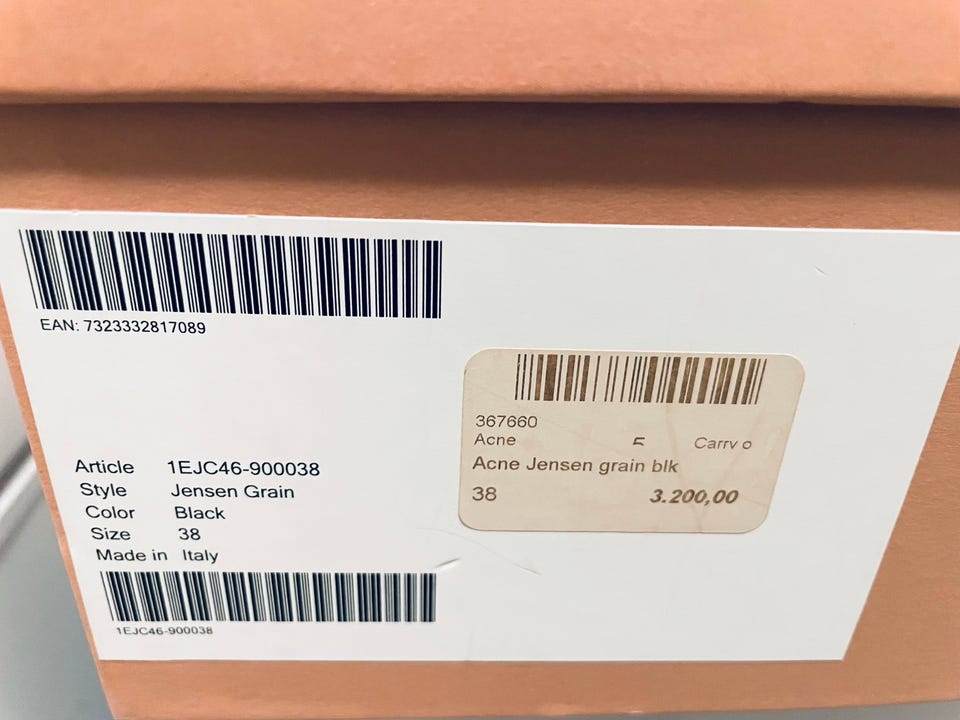 EAN: 7323332817089
Article 1EJC46-900038
Style Jensen Grain
Color Black
Size 38
Made in Italy
1EJC46-900038
367660
Acne Carry o
Acne Jensen grain blk
38 3.200,00